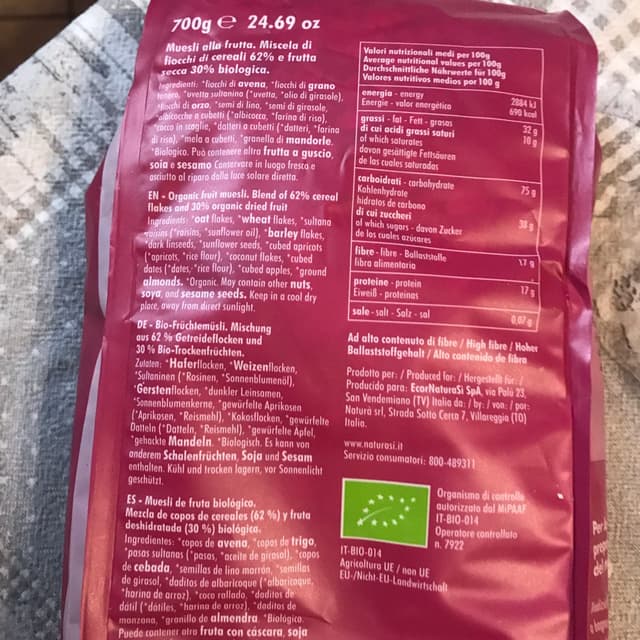 700g e 24.69 oz
Muesli alla frutta. Miscela di
fiocchi di cereali 62% e frutta
secca 30% biologica.
Ingredienti: *fiocchi di avena, *fiocchi di grano
tenero, *uvetta sultanina (*uvetta, *olio di girasole),
*fiocchi di orzo, *semi di lino, *semi di girasole,
*albicocche a cubetti (*albicocca, *farina di riso),
*cocco in scaglie, *datteri a cubetti (*datteri, *farina
di riso), *mela a cubetti, *granella di mandorle.
*Biologico. Può contenere altra frutta a guscio,
soia e sesamo Conservare in luogo fresco e
asciutto al riparo dalla luce solare diretta.
EN - Organic fruit muesli. Blend of 62% cereal
flakes and 30% organic dried fruit
Ingredients: *oat flakes, *wheat flakes, *sultana
raisins (*raisins, *sunflower oil), *barley flakes,
*dark linseeds, *sunflower seeds, *cubed apricots
(*apricots, *rice flour), *coconut flakes, *cubed
dates (*dates, *rice flour), *cubed apples, *ground
almonds. *Organic. May contain other nuts,
soya, and sesame seeds. Keep in a cool dry
place, away from direct sunlight.
DE - Bio-Früchtemüsli. Mischung
aus 62 % Getreideflocken und
30 % Bio-Trockenfrüchten.
Zutaten: *Haferflocken, *Weizenflocken,
*Sultaninen (*Rosinen, *Sonnenblumenöl),
*Gerstenflocken, *dunkler Leinsamen,
*Sonnenblumenkerne, *gewürfelte Aprikosen
(*Aprikosen, *Reismehl), *Kokosflocken, *gewürfelte
Datteln (*Datteln, *Reismehl), *gewürfelte Äpfel,
*gehackte Mandeln. *Biologisch. Es kann von
anderem Schalenfrüchten, Soja und Sesam
enthalten. Kühl und trocken lagern, vor Sonnenlicht
geschützt.
ES - Muesli de fruta biológico.
Mezcla de copos de cereales (62 %) y fruta
deshidratada (30 %) biológica.
Ingredientes: *copos de avena, *copos de trigo,
*pasas sultanas (*pasas, *aceite de girasol), *copos
de cebada, *semillas de lino marrón, *semillas
de girasol, *daditos de albaricoque (*albaricoque,
*harina de arroz), *coco rallado, *daditos de
dátil (*dátiles, *harina de arroz), *daditos de
manzana, *granillo de almendra. *Biológico.
Puede contener otra fruta con cáscara, soja
Valori nutrizionali medi per 100g
Average nutritional values per 100g
Durchschnittliche Nährwerte für 100g
Valores nutritivos medios por 100 g
energia - energy 2884 kJ
Energie - valor energético 690 kcal
grassi - fat - Fett - grasas 32 g
di cui acidi grassi saturi 10 g
of which saturates
davon gesättigte Fettsäuren
de las cuales saturadas
carboidrati - carbohydrate 75 g
Kohlenhydrate
hidratos de carbono
di cui zuccheri 38 g
of which sugars - davon Zucker
de los cuales azúcares
fibre - fibre - Ballaststoffe 17 g
fibra alimentaria
proteine - protein 17 g
Eiweiß - proteinas
sale - salt - Salz - sal 0,07 g
Ad alto contenuto di fibre / High fibre / Hoher
Ballaststoffgehalt / Alto contenido de fibra
Prodotto per: / Produced for: / Hergestellt für: /
Producido para: EcorNaturaSì SpA, via Palù 23,
San Vendemiano (TV) Italia da: / by: / von: / por:
Naturà srl, Strada Sotto Cerca 7, Villareggia (TO)
Italia.
www.naturasi.it
Servizio consumatori: 800-489311
Organismo di controllo
autorizzato dal MiPAAF
IT-BIO-014
Operatore controllato
n. 7922
IT-BIO-014
Agricoltura UE / non UE
EU-/Nicht-EU-Landwirtschaft